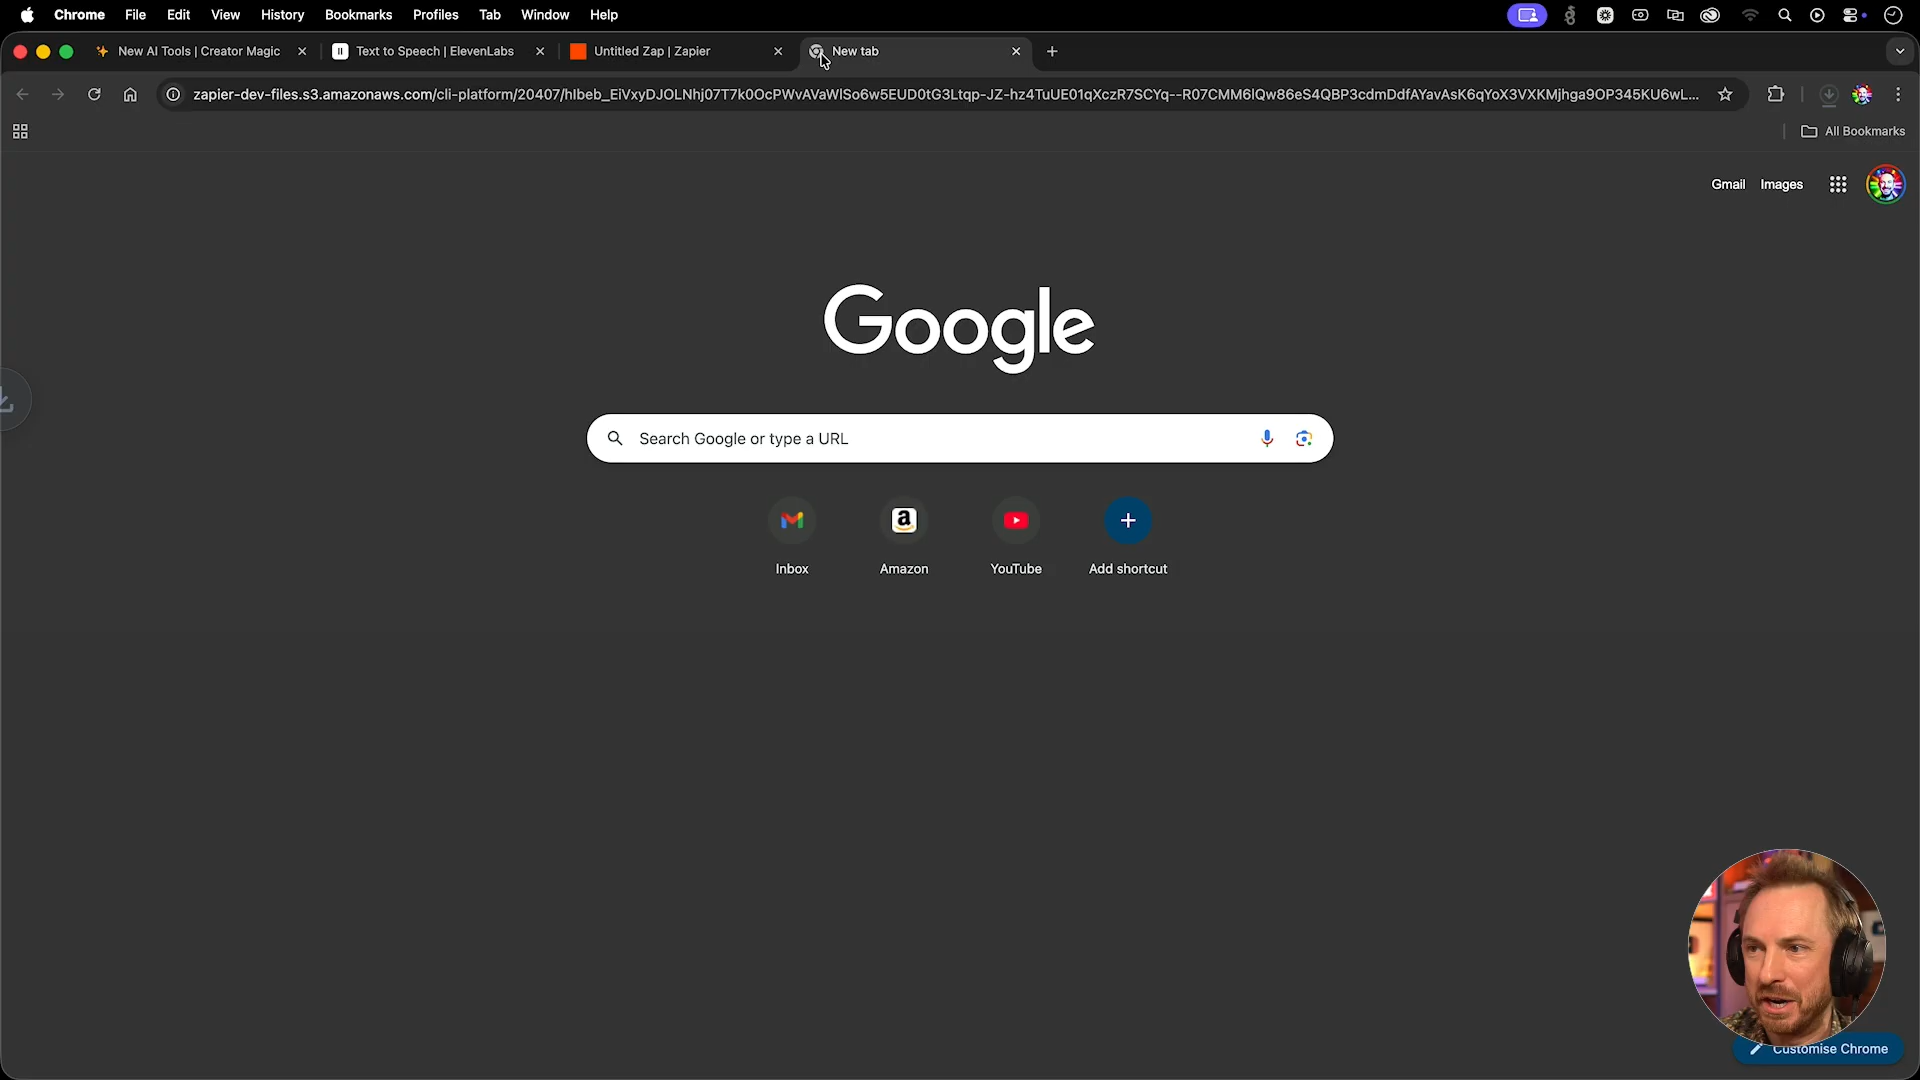 Chrome File Edit View History Bookmarks Profiles Tab Window Help
New AI Tools | Creator Magic
Text to Speech | ElevenLabs
Untitled Zap | Zapier
New tab
zapier-dev-files.s3.amazonaws.com/cli-platform/20407/hIbeb_EiVxyDJOLNhj07T7k0OcPWvAVaWlSo6w5EUD0tG3Ltqp-JZ-hz4TuUE01qXczR7SCYq--R07CMM6lQw86eS4QBP3cdmDdfAYavAsK6qYoX3VXKMjhga9OP345KU6wL...
All Bookmarks
Gmail Images
Google
Search Google or type a URL
Inbox
Amazon
YouTube
Add shortcut
Customise Chrome